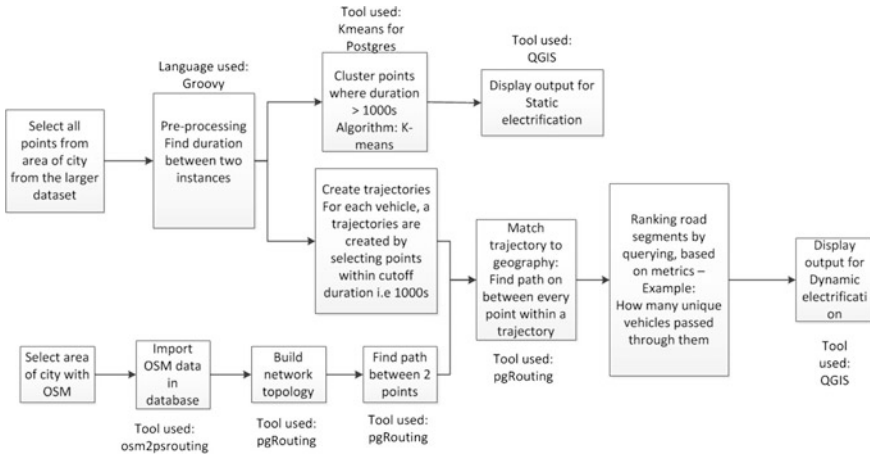 Tool used:
Kmeans for
Postgres
Tool used:
QGIS
Language used:
Groovy
Select all
points from
area of city
from the larger
dataset
Pre-processing
Find duration
between two
instances
Cluster points
where duration
> 1000s
Algorithm: K-
means
Display output for
Static
electrification
Create trajectories
For each vehicle, a
trajectories are
created by
selecting points
within cutoff
duration i.e 1000s
Match
trajectory to
geography:
Find path on
between every
point within a
trajectory
Tool used:
pgRouting
Ranking road
segments by
querying, based
on metrics –
Example:
How many unique
vehicles passed
through them
Display
output for
Dynamic
electrificati
on
Tool
used:
QGIS
Select area
of city with
OSM
Import
OSM data
in
database
Tool used:
osm2psrouting
Build
network
topology
Tool used:
pgRouting
Find path
between 2
points
Tool used:
pgRouting